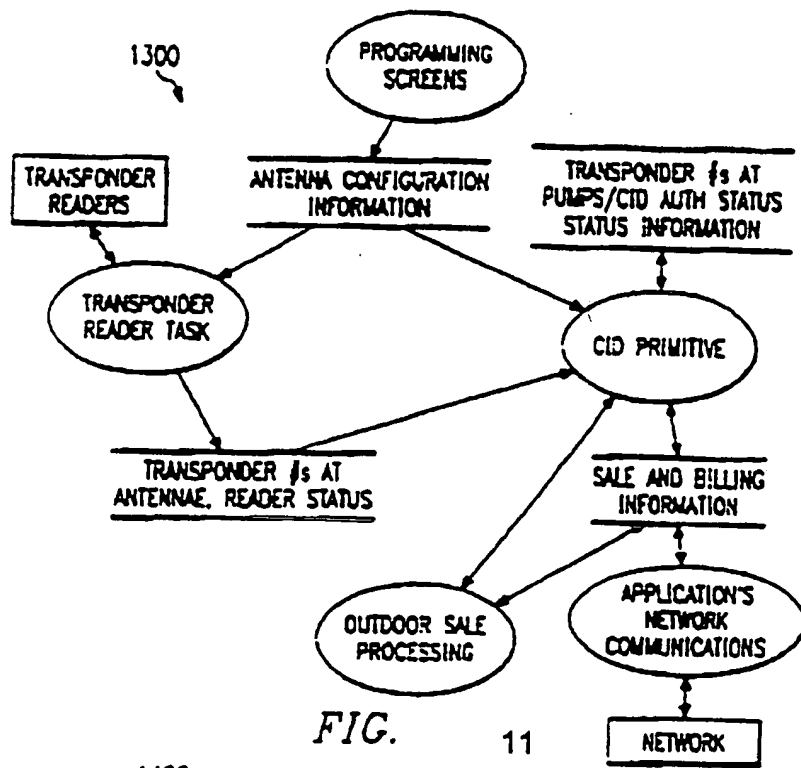 1300
PROGRAMMING
SCREENS
TRANSPONDER
READERS
ANTENNA CONFIGURATION
INFORMATION
TRANSPONDER #s AT
PUMPS/CID AUTH STATUS
STATUS INFORMATION
TRANSPONDER
READER TASK
CID PRIMITIVE
TRANSPONDER #s AT
ANTENNAE, READER STATUS
SALE AND BILLING
INFORMATION
OUTDOOR SALE
PROCESSING
APPLICATION'S
NETWORK
COMMUNICATIONS
NETWORK
FIG. 11